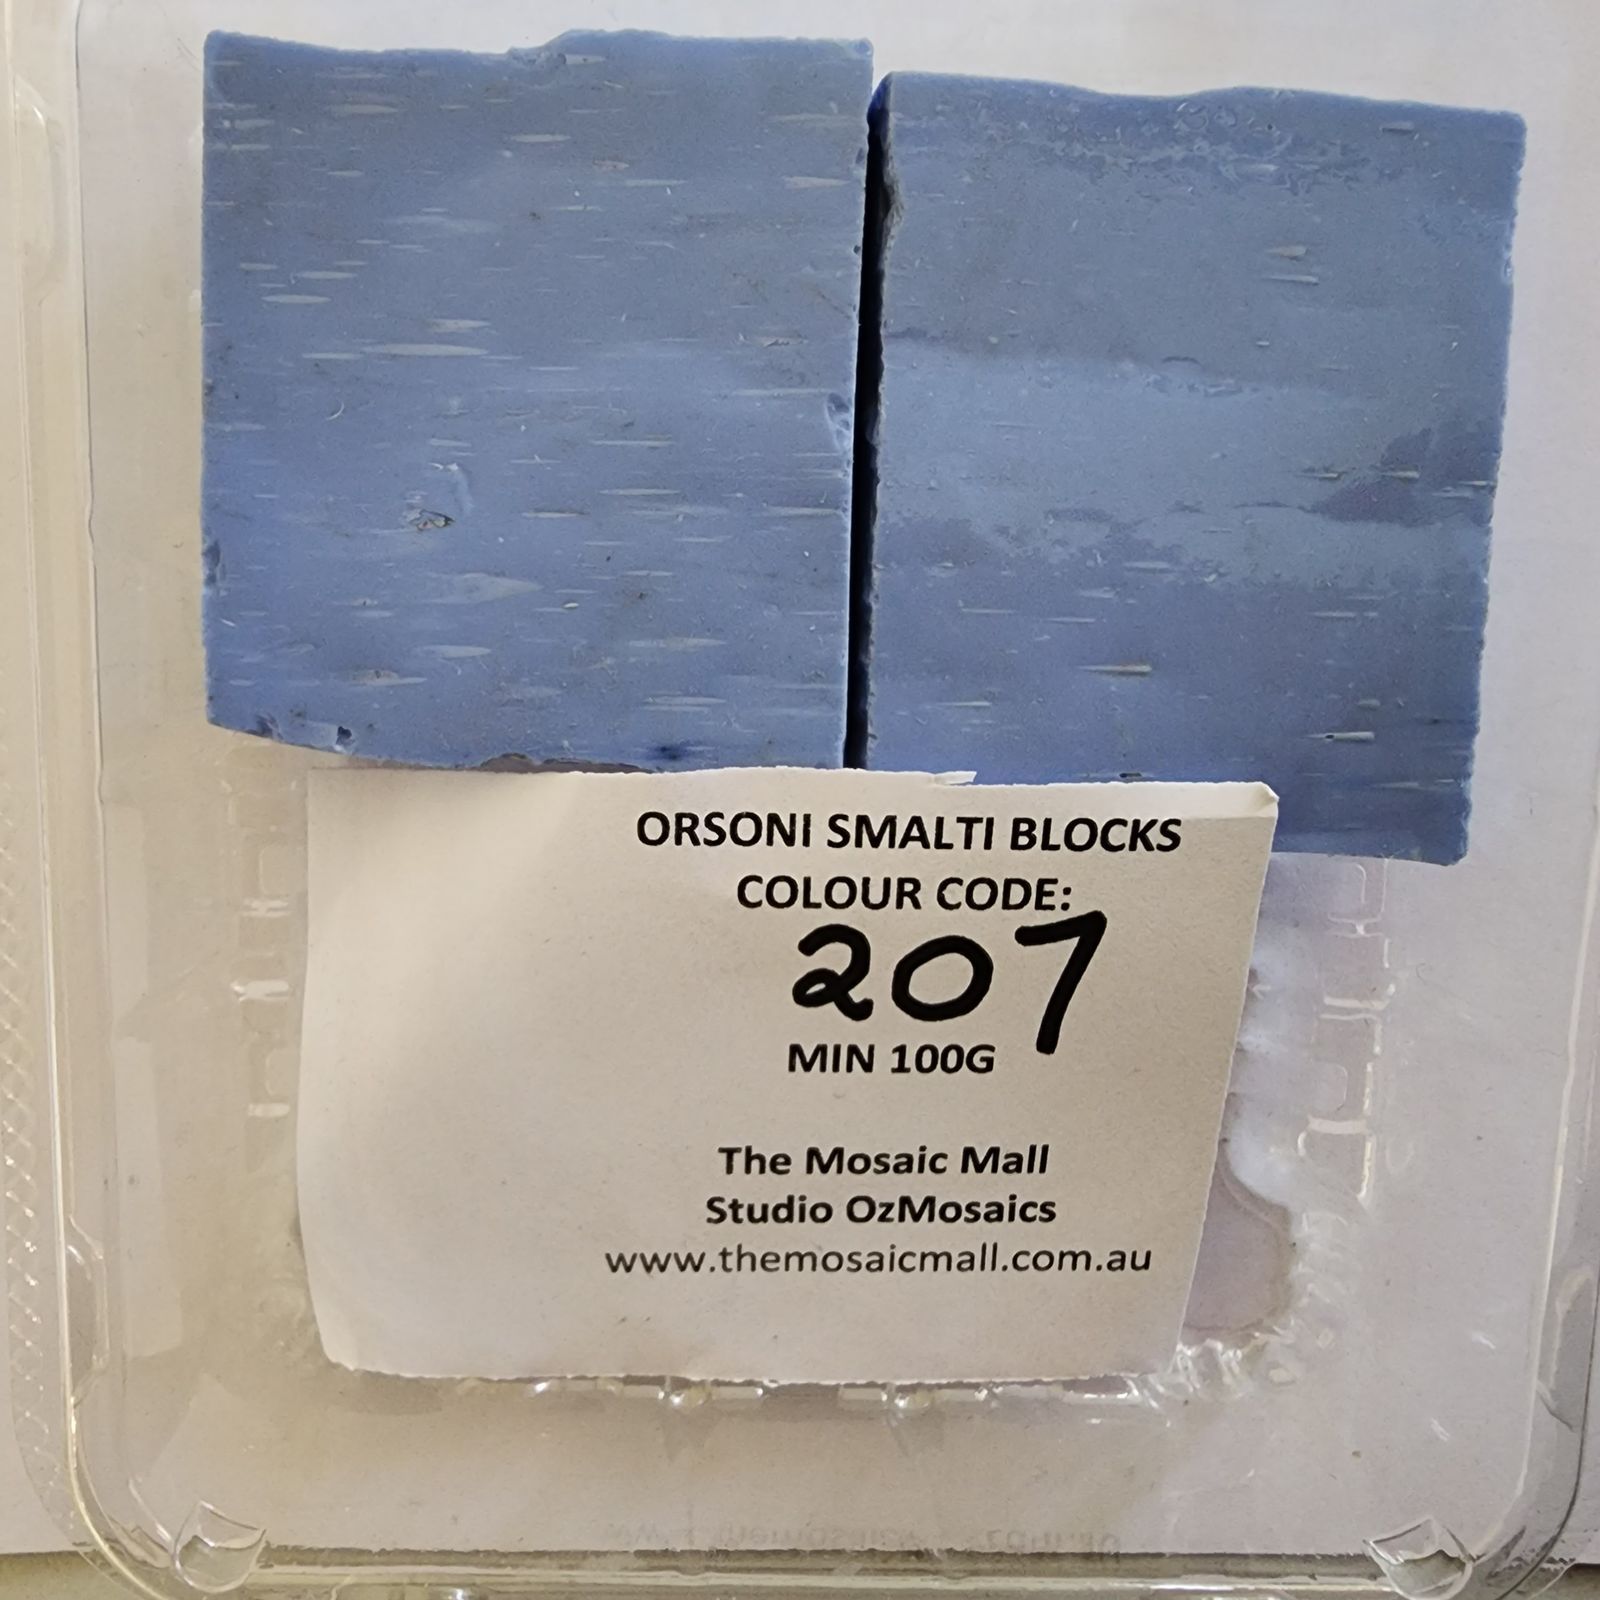 ORSONI SMALTI BLOCKS
COLOUR CODE:
207
MIN 100G
The Mosaic Mall
Studio OzMosaics
www.themosaicmall.com.au